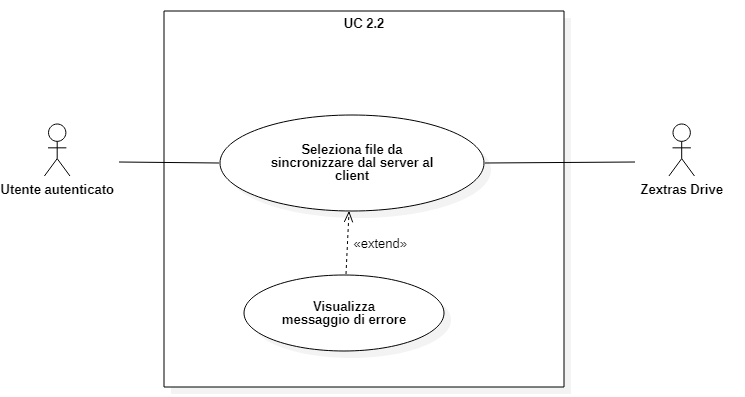 UC 2.2
Seleziona file da
sincronizzare dal server al
client
Utente autenticato
Zextras Drive
«extend»
Visualizza
messaggio di errore